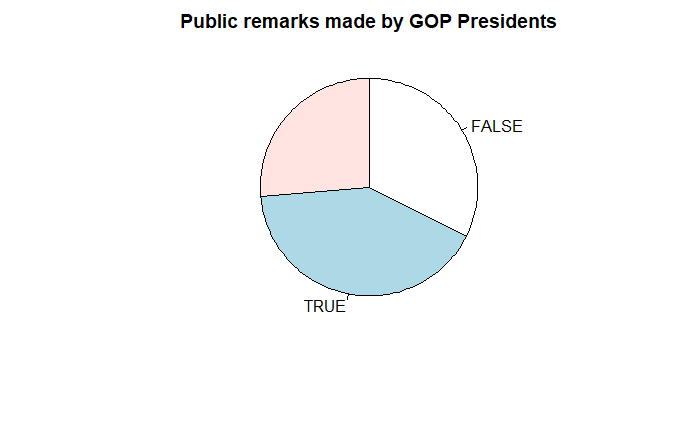 Public remarks made by GOP Presidents
FALSE
TRUE